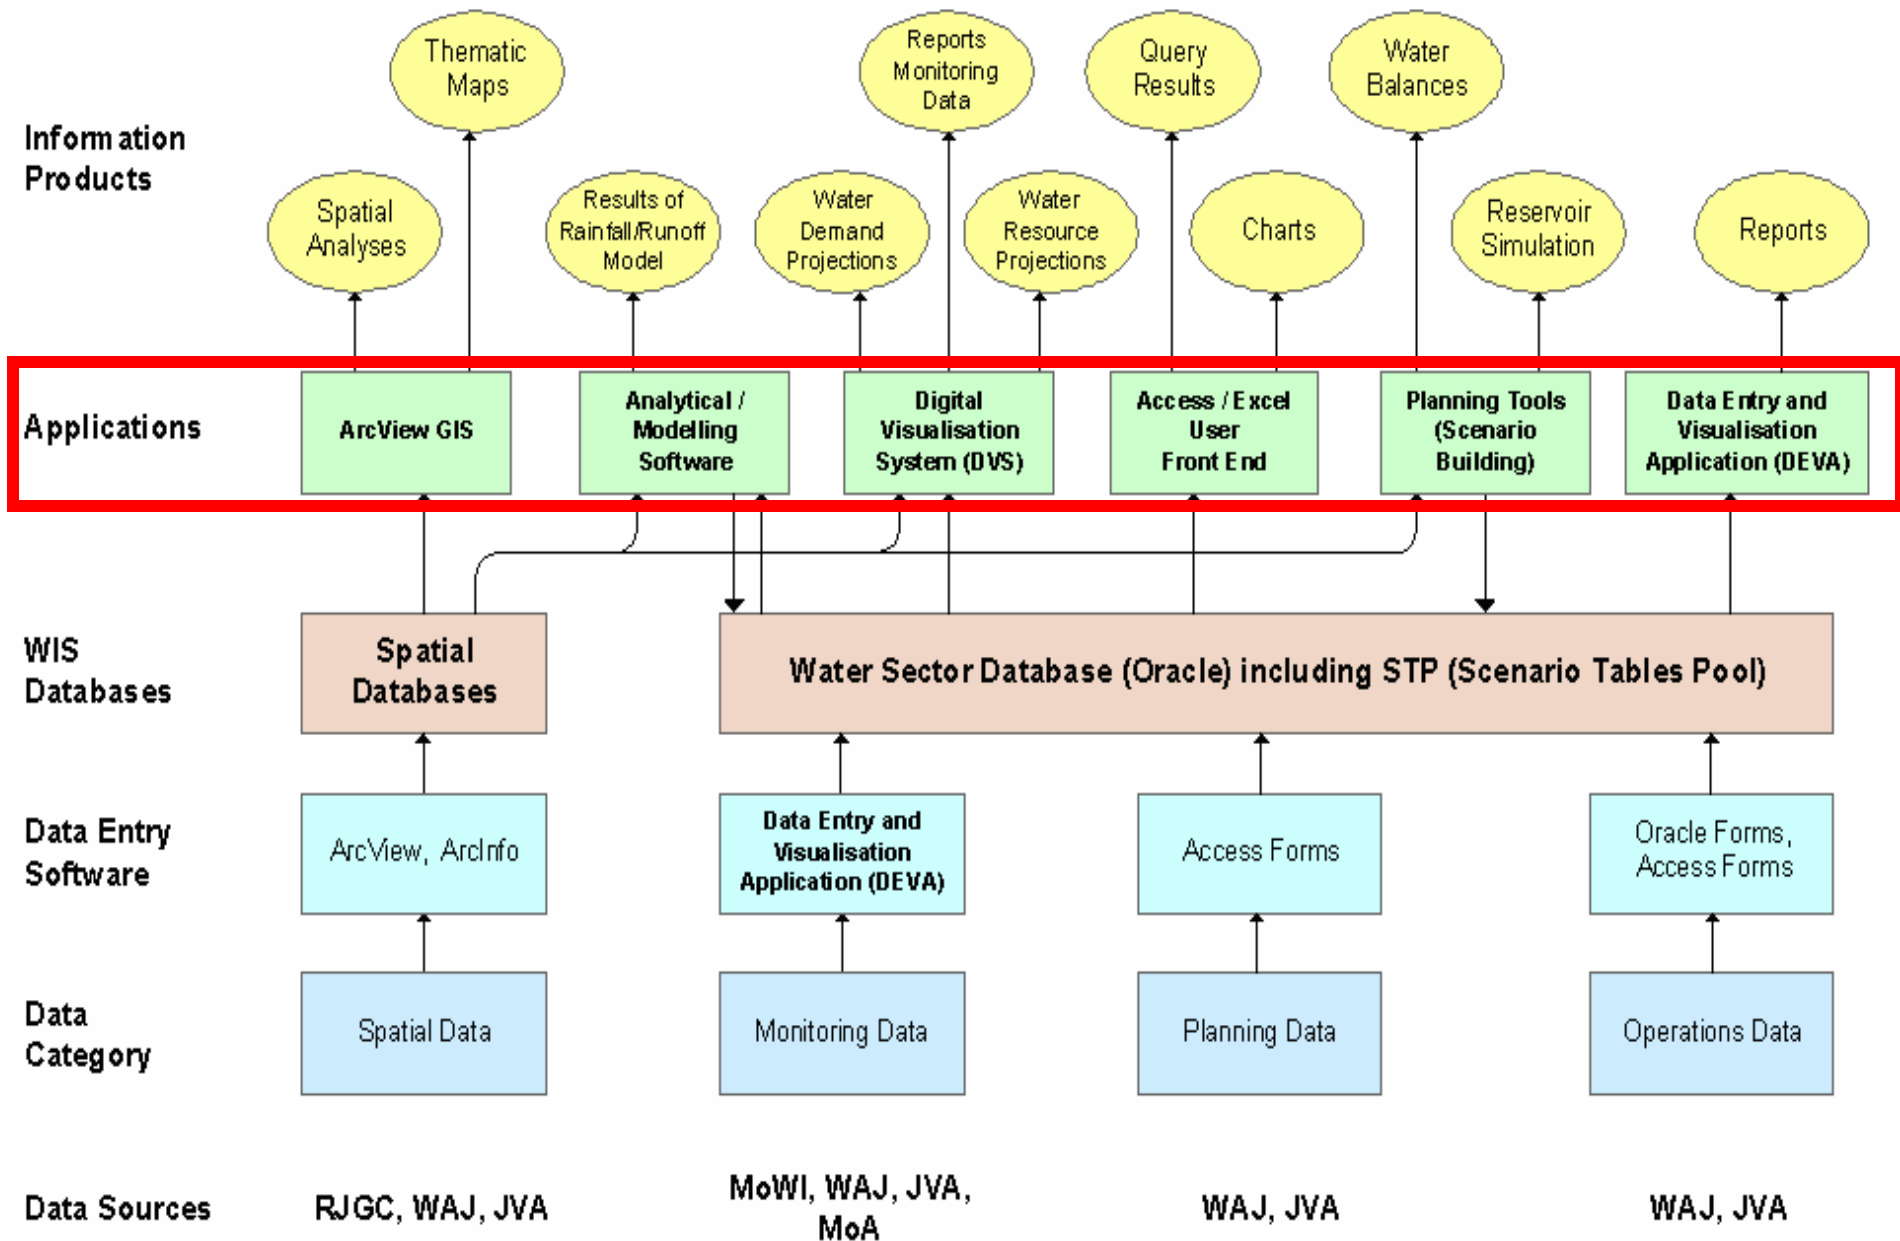 Thematic
Maps
Reports
Monitoring
Data
Query
Results
Water
Balances
Information
Products
Spatial
Analyses
Results of
Rainfall/Runoff
Model
Water
Demand
Projections
Water
Resource
Projections
Charts
Reservoir
Simulation
Reports
Applications
ArcView GIS
Analytical /
Modelling
Software
Digital
Visualisation
System (DVS)
Access / Excel
User
Front End
Planning Tools
(Scenario
Building)
Data Entry and
Visualisation
Application (DEVA)
WIS
Databases
Spatial
Databases
Water Sector Database (Oracle) including STP (Scenario Tables Pool)
Data Entry
Software
ArcView, ArcInfo
Data Entry and
Visualisation
Application (DEVA)
Access Forms
Oracle Forms,
Access Forms
Data
Category
Spatial Data
Monitoring Data
Planning Data
Operations Data
Data Sources
RJGC, WAJ, JVA
MoWI, WAJ, JVA,
MoA
WAJ, JVA
WAJ, JVA